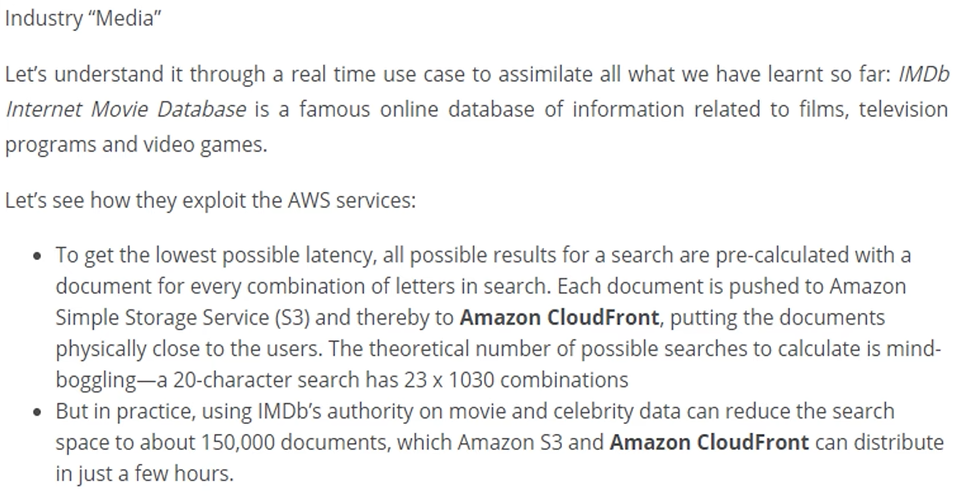 Industry “Media”
Let’s understand it through a real time use case to assimilate all what we have learnt so far: IMDb
Internet Movie Database is a famous online database of information related to films, television
programs and video games.
Let’s see how they exploit the AWS services:
• To get the lowest possible latency, all possible results for a search are pre-calculated with a
document for every combination of letters in search. Each document is pushed to Amazon
Simple Storage Service (S3) and thereby to Amazon CloudFront, putting the documents
physically close to the users. The theoretical number of possible searches to calculate is mind-
boggling—a 20-character search has 23 x 1030 combinations
• But in practice, using IMDb’s authority on movie and celebrity data can reduce the search
space to about 150,000 documents, which Amazon S3 and Amazon CloudFront can distribute
in just a few hours.